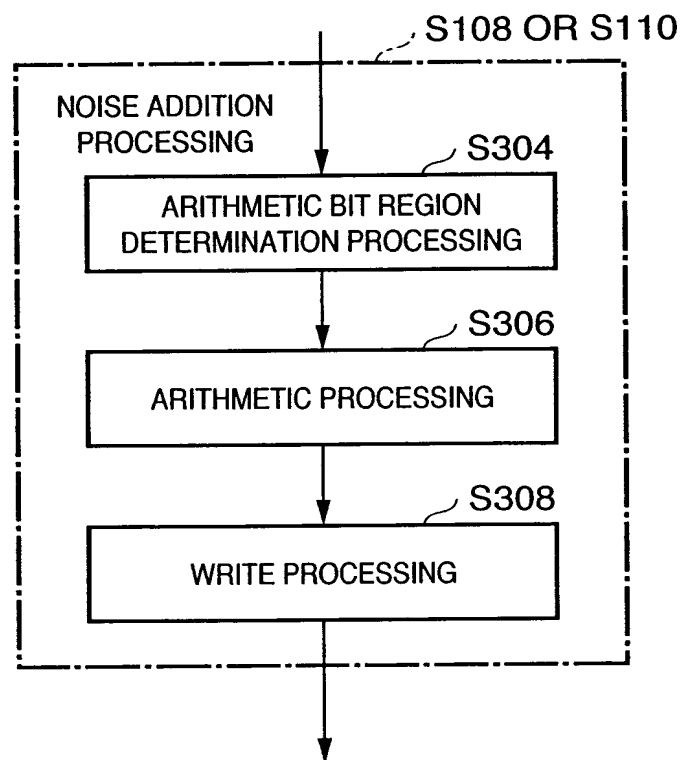 S108 OR S110
NOISE ADDITION
PROCESSING
S304
ARITHMETIC BIT REGION
DETERMINATION PROCESSING
S306
ARITHMETIC PROCESSING
S308
WRITE PROCESSING